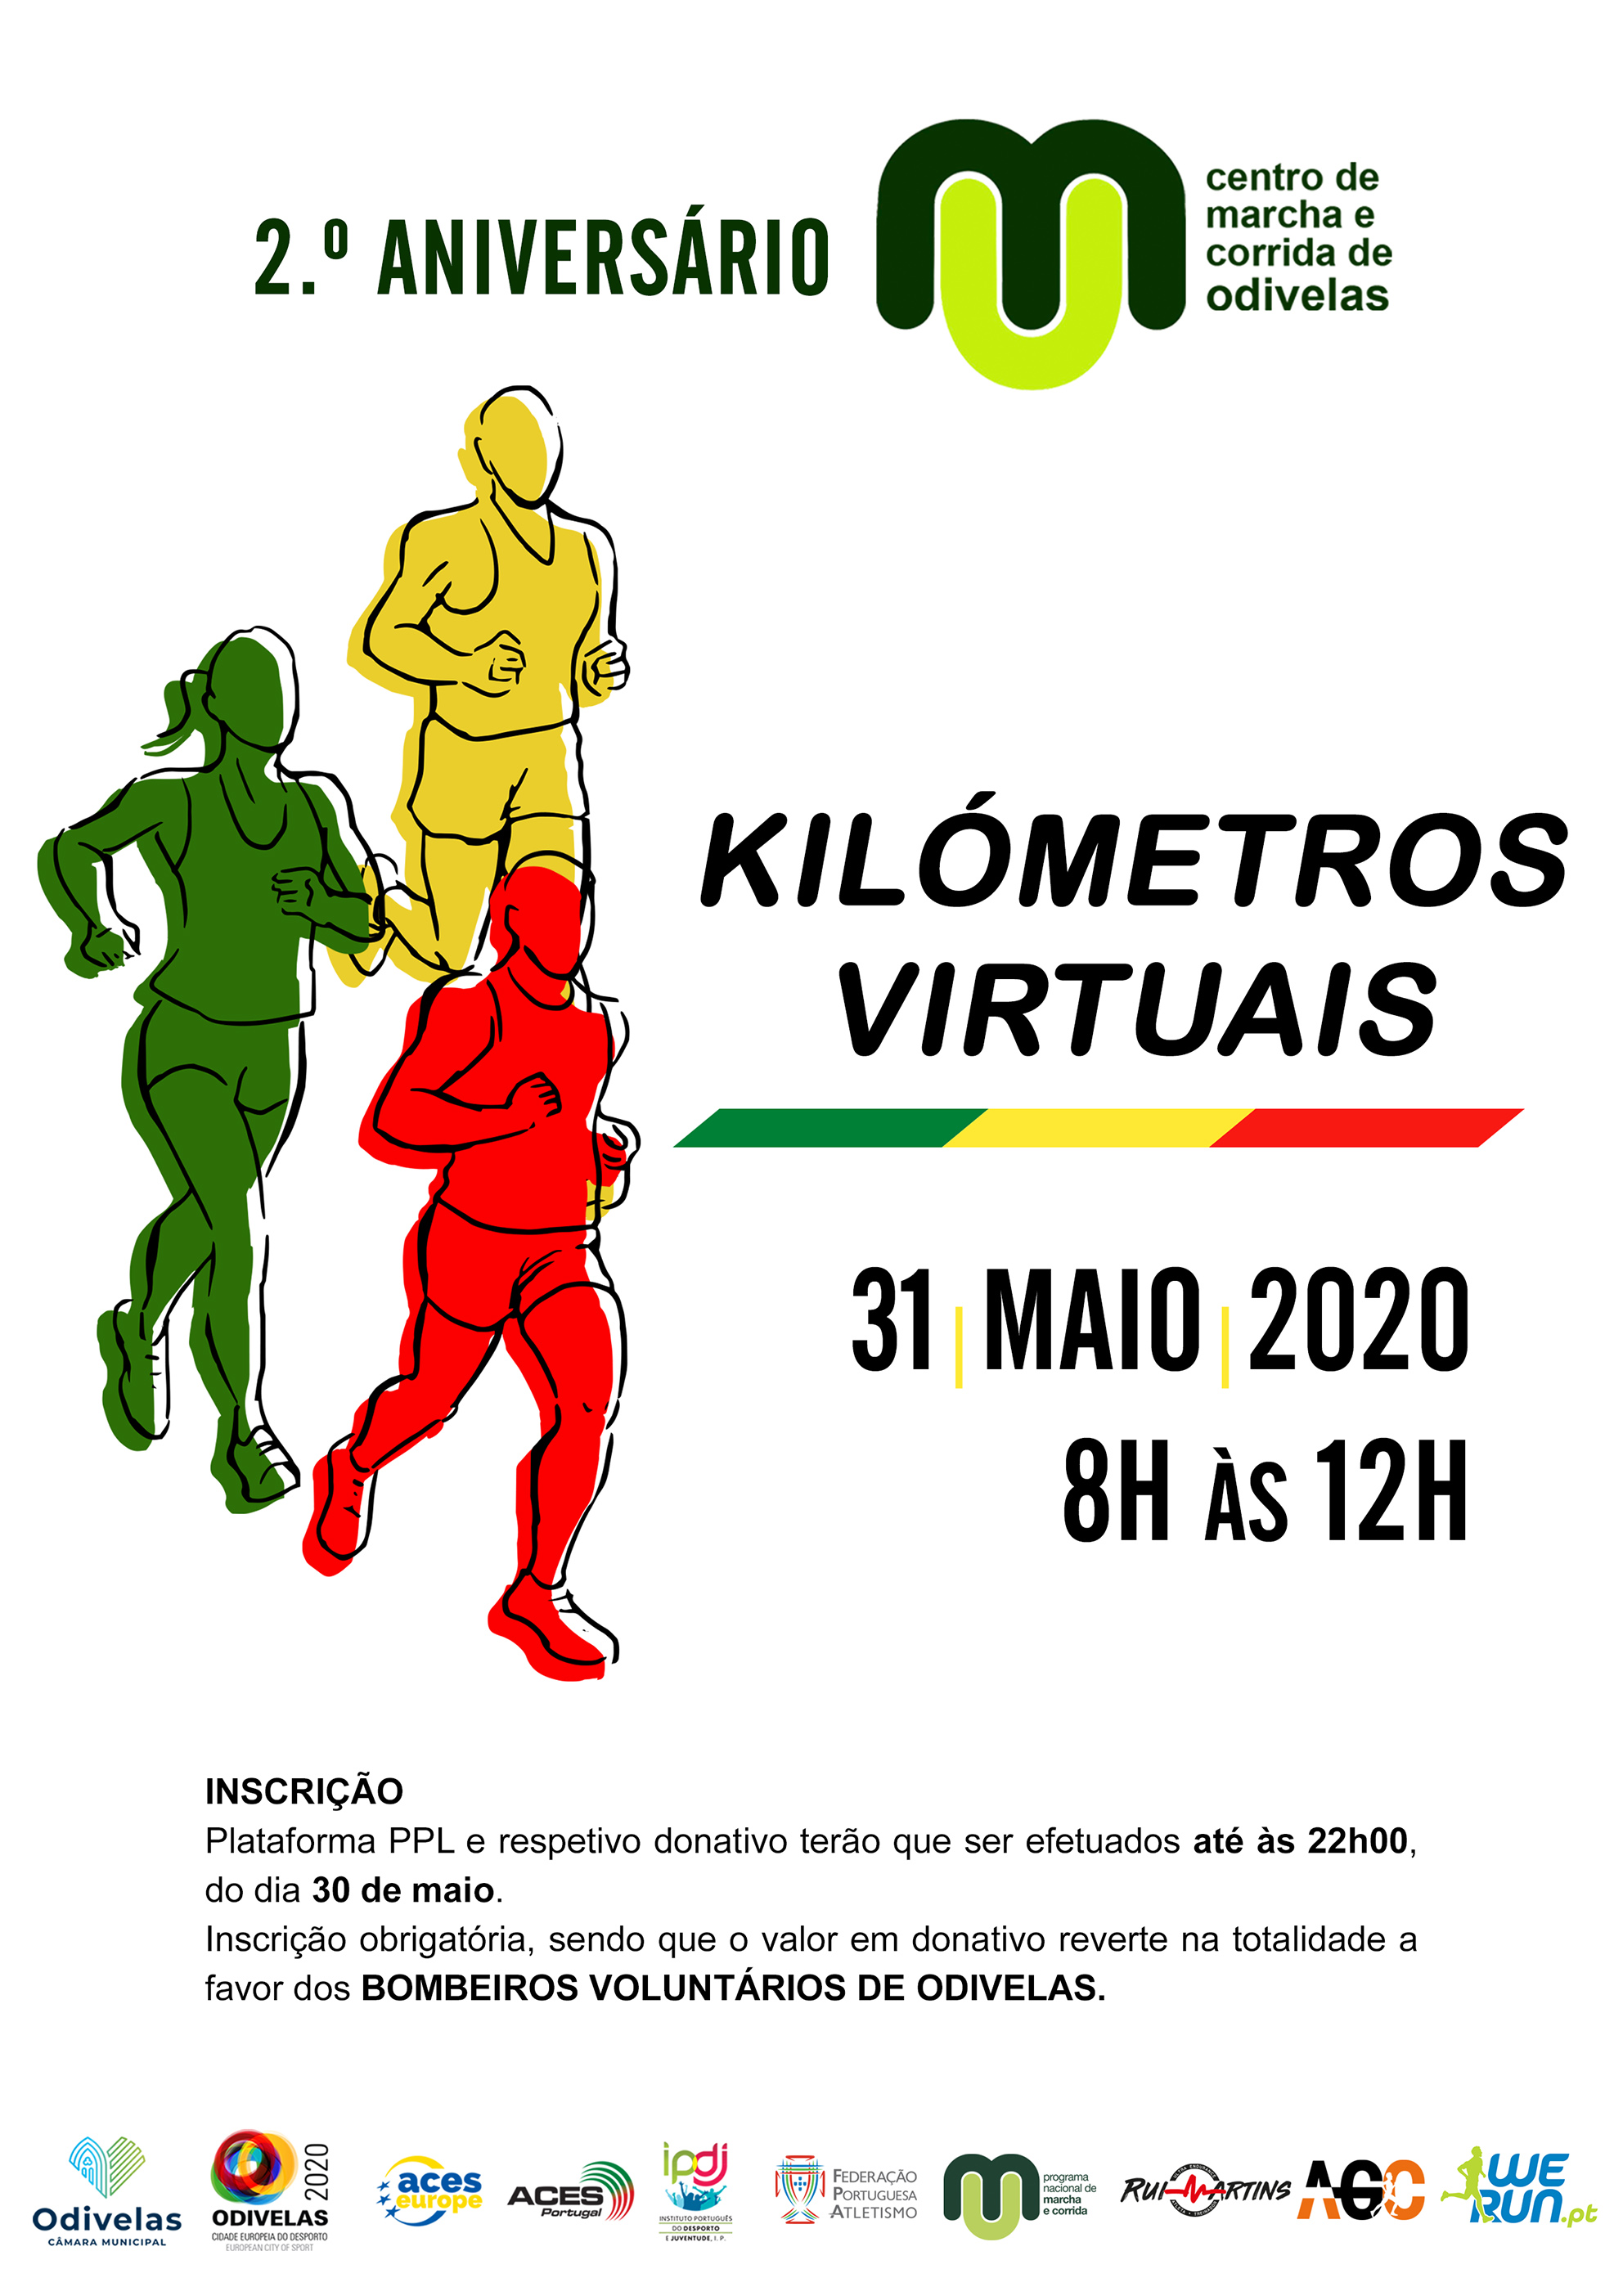 2.º ANIVERSÁRIO
centro de
marcha e
corrida de
odivelas
KILÓMETROS
VIRTUAIS
31 | MAIO | 2020
8H ÀS 12H
INSCRIÇÃO
Plataforma PPL e respetivo donativo terão que ser efetuados até às 22h00,
do dia 30 de maio.
Inscrição obrigatória, sendo que o valor em donativo reverte na totalidade a
favor dos BOMBEIROS VOLUNTÁRIOS DE ODIVELAS.
Odivelas
CÂMARA MUNICIPAL
ODIVELAS 2020
CIDADE EUROPEIA DO DESPORTO
EUROPEAN CITY OF SPORT
aces
europe
ACES
Portugal
ipdj
INSTITUTO PORTUGUÊS
DO DESPORTO
E JUVENTUDE, I. P.
FEDERAÇÃO
PORTUGUESA
ATLETISMO
programa
nacional de
marcha
e corrida
RUI MARTINS
AGC
WE
RUN.pt